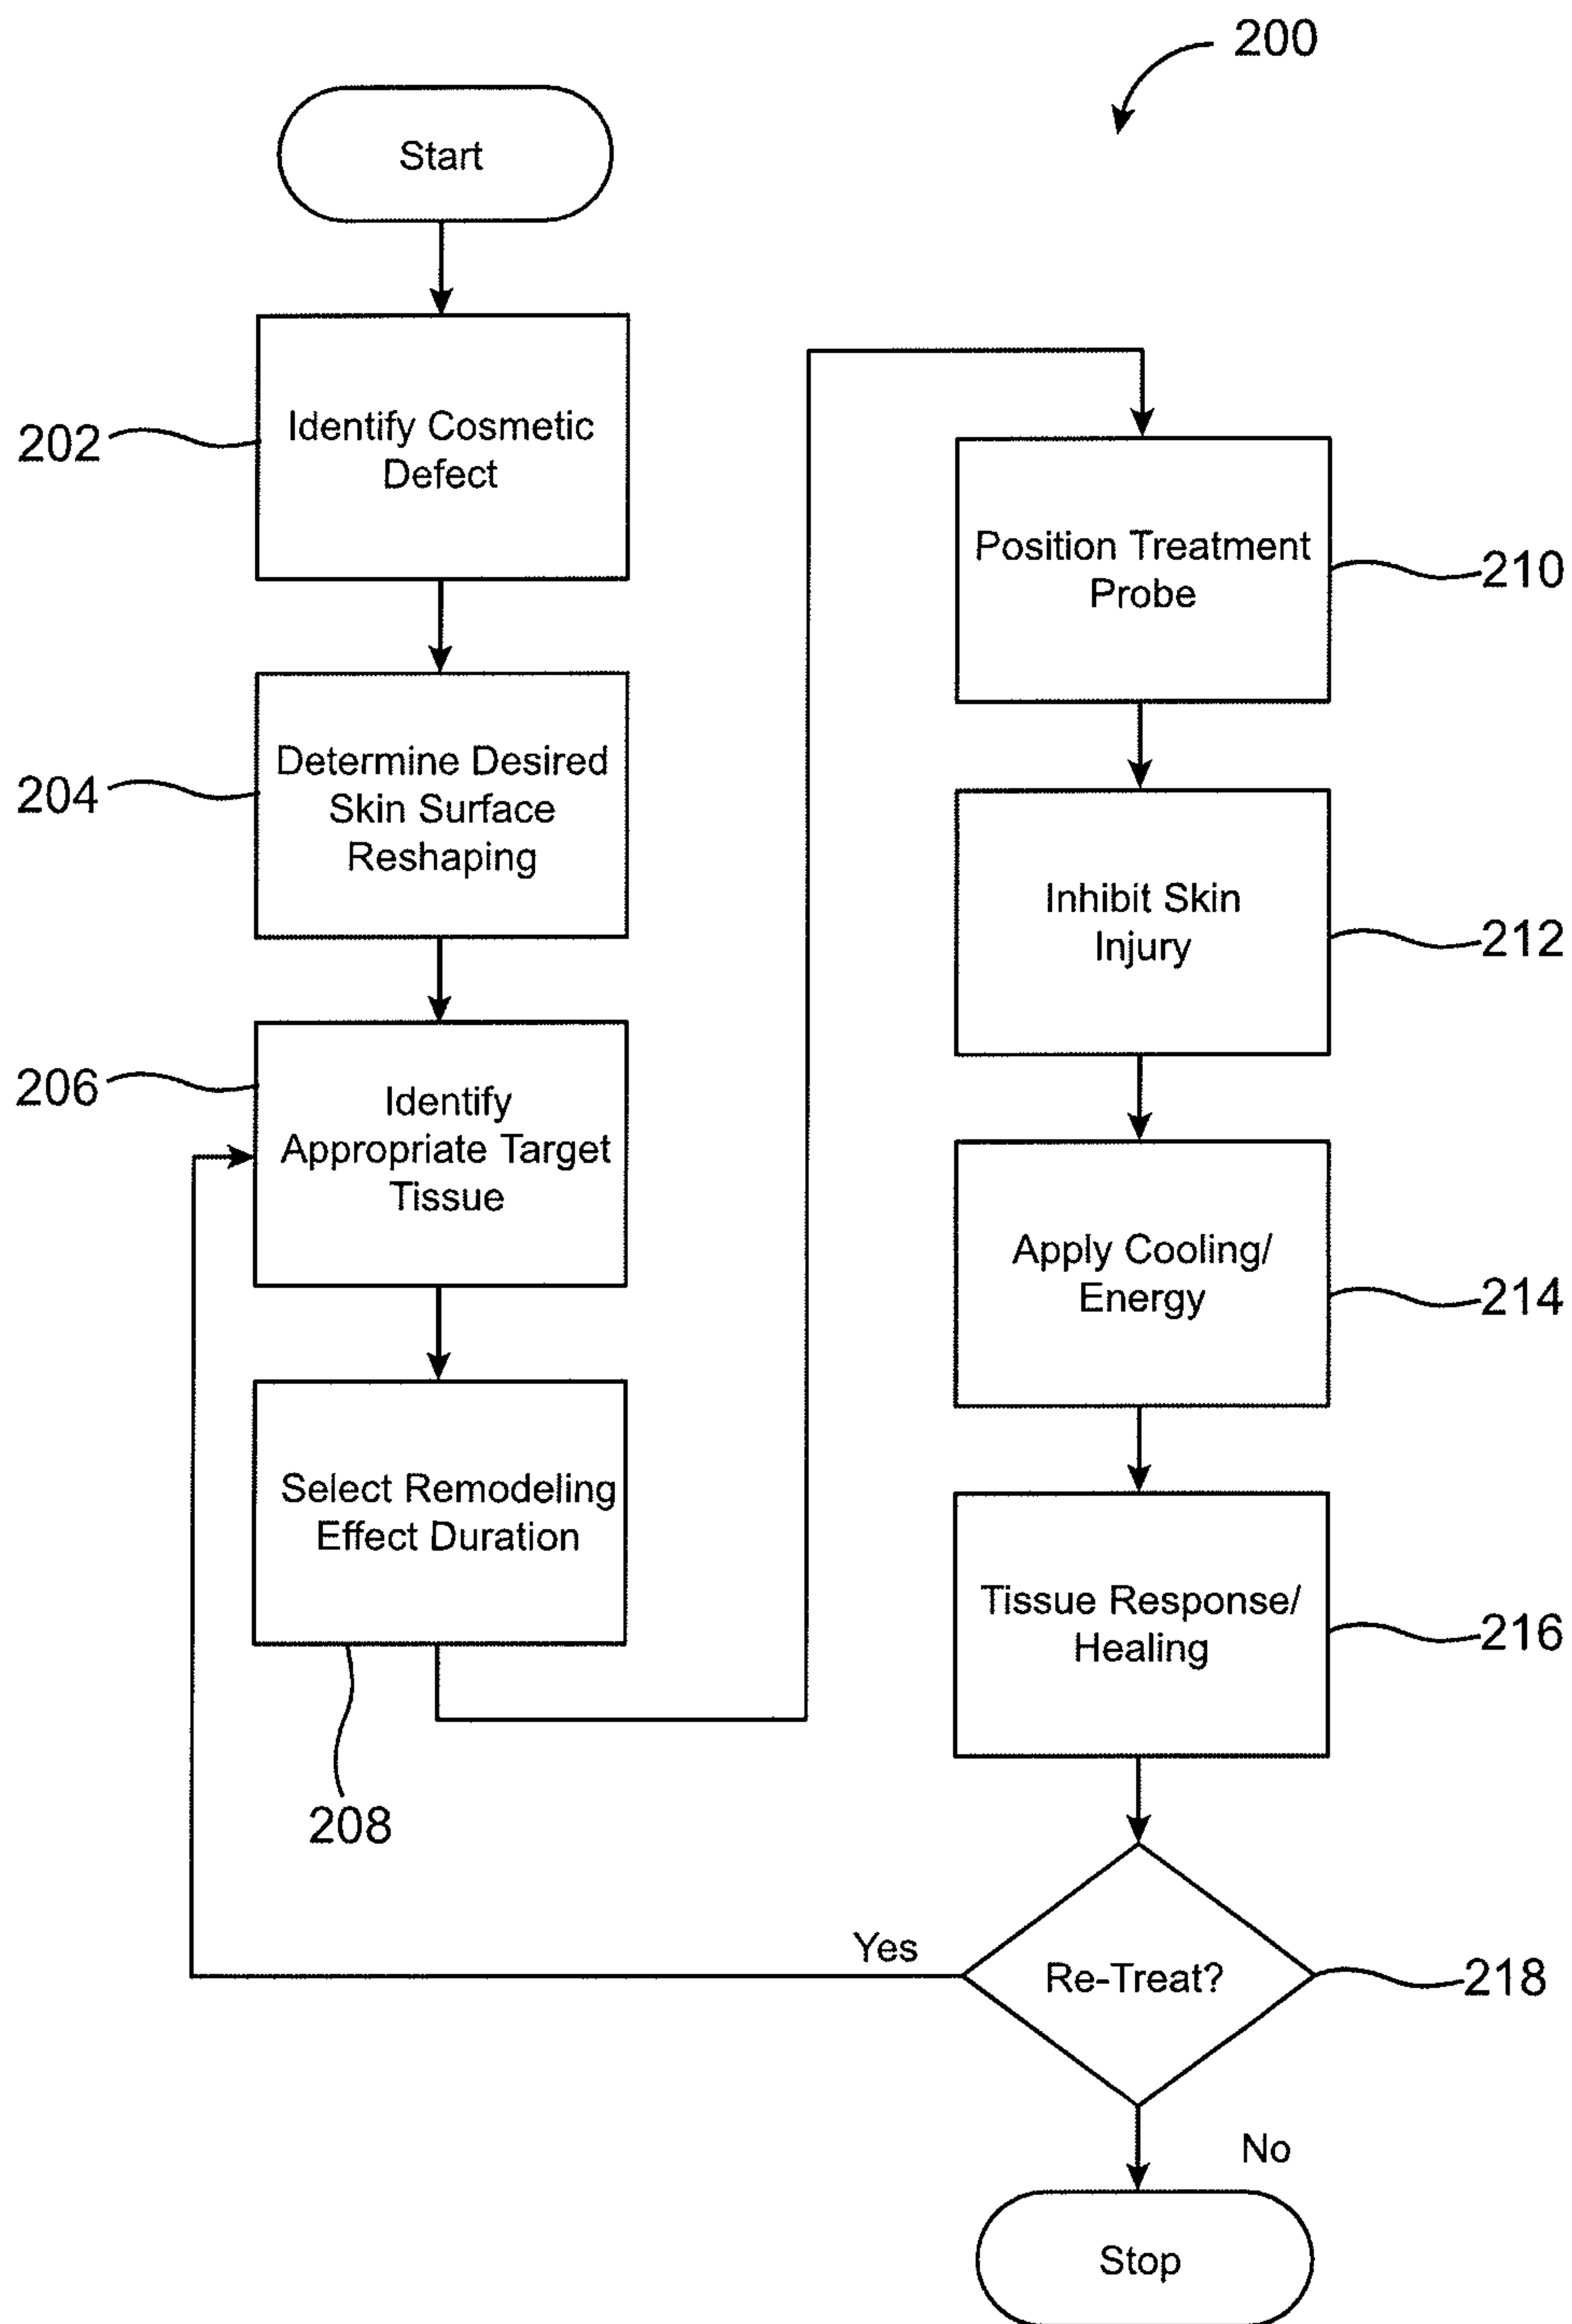 200
Start
202
Identify Cosmetic
Defect
204
Determine Desired
Skin Surface
Reshaping
206
Identify
Appropriate Target
Tissue
Select Remodeling
Effect Duration
208
Position Treatment
Probe
210
Inhibit Skin
Injury
212
Apply Cooling/
Energy
214
Tissue Response/
Healing
216
Yes
Re-Treat?
218
No
Stop